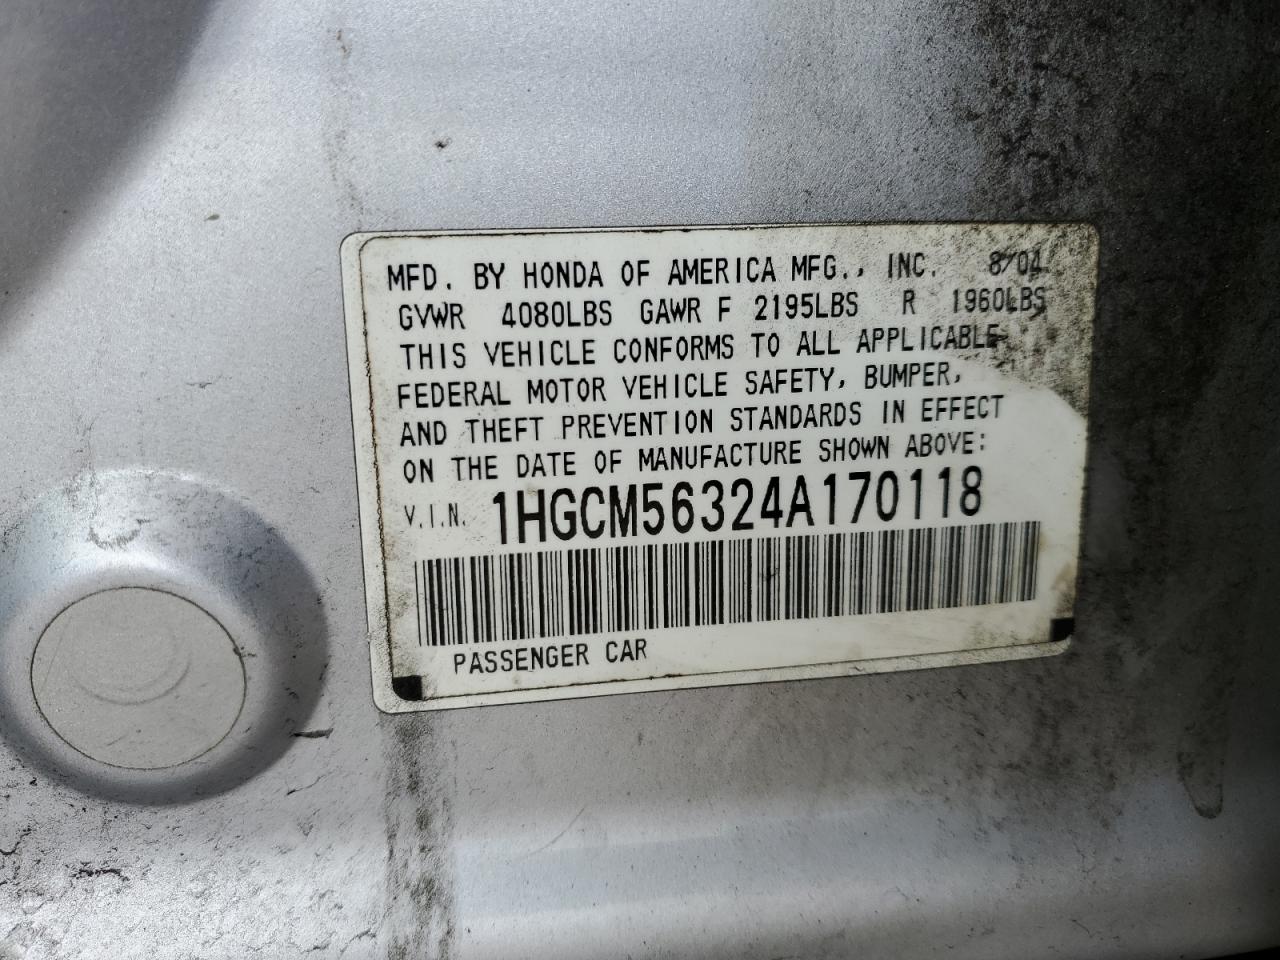 MFD. BY HONDA OF AMERICA MFG., INC. 8/04
GVWR 4080LBS GAWR F 2195LBS R 1960LBS
THIS VEHICLE CONFORMS TO ALL APPLICABLE
FEDERAL MOTOR VEHICLE SAFETY, BUMPER,
AND THEFT PREVENTION STANDARDS IN EFFECT
ON THE DATE OF MANUFACTURE SHOWN ABOVE:
V.I.N. 1HGCM56324A170118
PASSENGER CAR